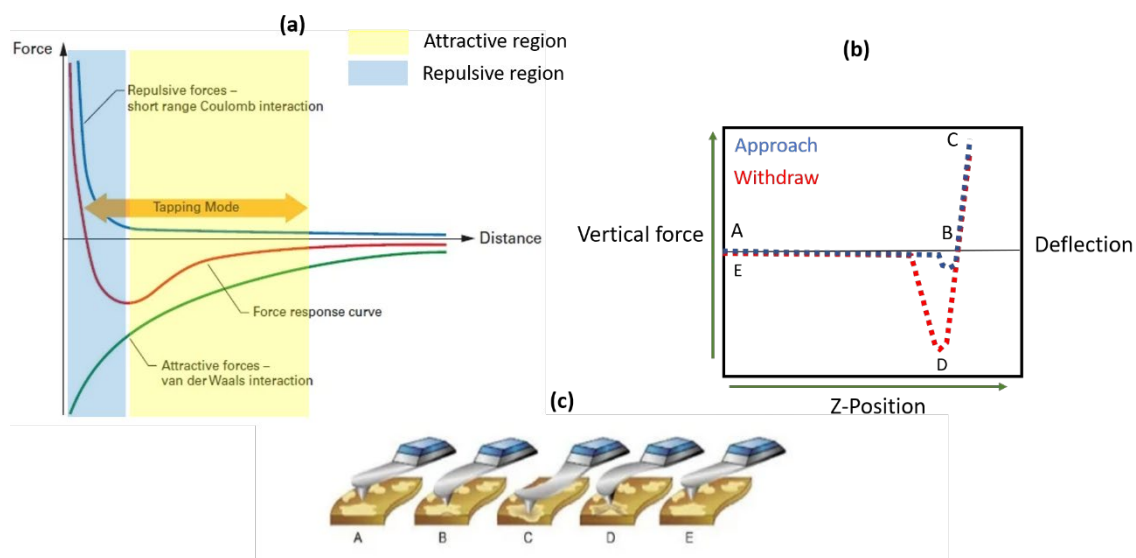 (a)
Force
Attractive region
Repulsive region
Repulsive forces –
short range Coulomb interaction
Tapping Mode
Distance
Force response curve
Attractive forces –
van der Waals interaction
(b)
Approach
Withdraw
C
A
B
E
D
Vertical force
Deflection
Z-Position
(c)
A B C D E